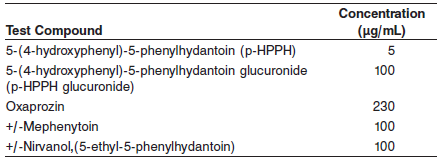 Concentration
Test Compound (µg/mL)
5-(4-hydroxyphenyl)-5-phenylhydantoin (p-HPPH) 5
5-(4-hydroxyphenyl)-5-phenylhydantoin glucuronide 100
(p-HPPH glucuronide)
Oxaprozin 230
+/-Mephenytoin 100
+/-Nirvanol,(5-ethyl-5-phenylhydantoin) 100